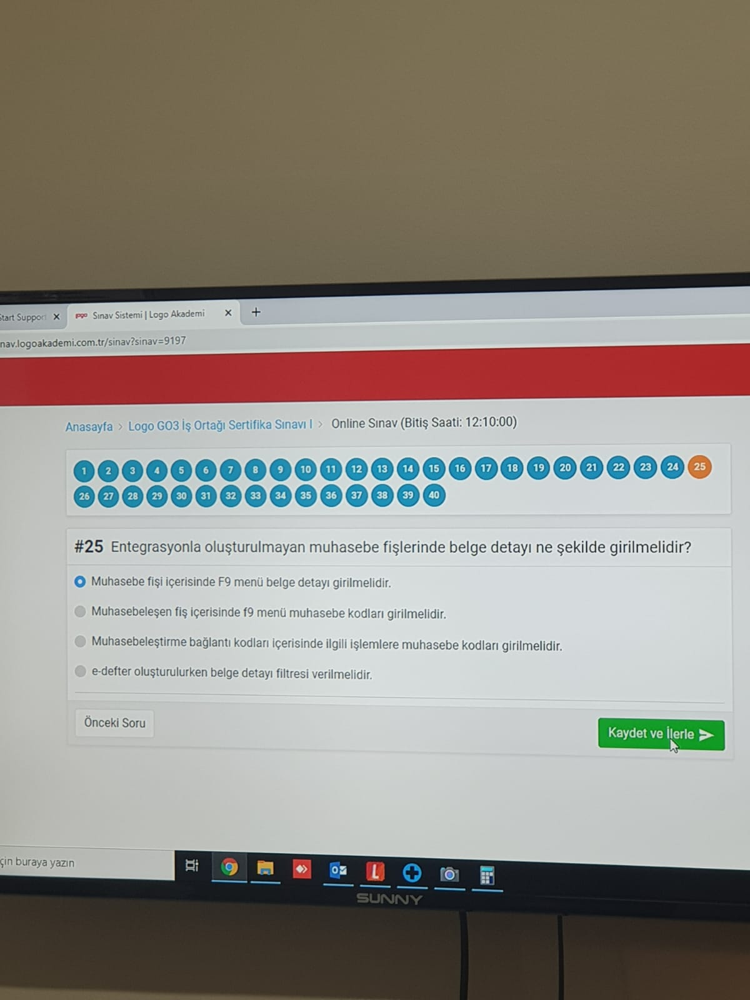 Start Support
logo Sınav Sistemi | Logo Akademi
nav.logoakademi.com.tr/sinav?sinav=9197
Anasayfa > Logo GO3 İş Ortağı Sertifika Sınavı I > Online Sınav (Bitiş Saati: 12:10:00)
1 2 3 4 5 6 7 8 9 10 11 12 13 14 15 16 17 18 19 20 21 22 23 24 25
26 27 28 29 30 31 32 33 34 35 36 37 38 39 40
#25 Entegrasyonla oluşturulmayan muhasebe fişlerinde belge detayı ne şekilde girilmelidir?
Muhasebe fişi içerisinde F9 menü belge detayı girilmelidir.
Muhasebeleşen fiş içerisinde f9 menü muhasebe kodları girilmelidir.
Muhasebeleştirme bağlantı kodları içerisinde ilgili işlemlere muhasebe kodları girilmelidir.
e-defter oluşturulurken belge detayı filtresi verilmelidir.
Önceki Soru
Kaydet ve İlerle
çin buraya yazın
SUNNY